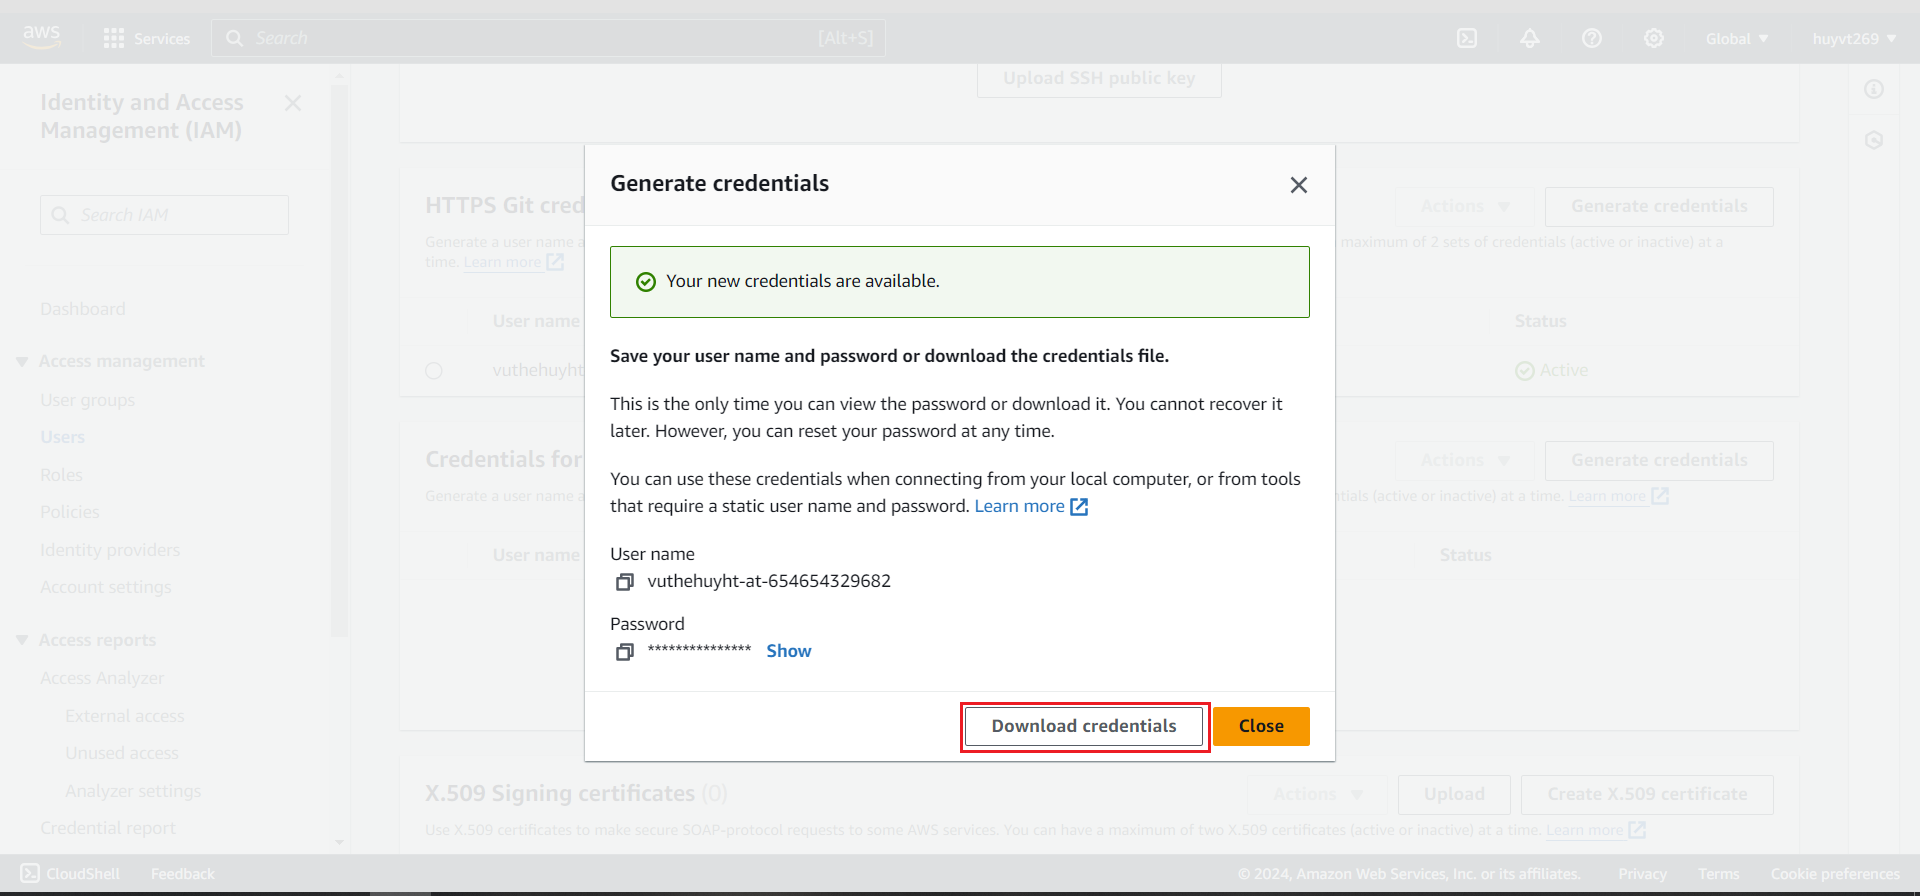 aws
Services
Search
[Alt+S]
Global
huyvt269
Identity and Access
Management (IAM)
Search IAM
Dashboard
Access management
User groups
Users
Roles
Policies
Identity providers
Account settings
Access reports
Access Analyzer
External access
Unused access
Analyzer settings
Credential report
Upload SSH public key
HTTPS Git cred
Actions
Generate credentials
Generate a user name a
maximum of 2 sets of credentials (active or inactive) at a
time. Learn more
User name
Status
vuthehuyht
Active
Credentials for
Actions
Generate credentials
Generate a user name a
ntials (active or inactive) at a time. Learn more
User name
Status
Generate credentials
Your new credentials are available.
Save your user name and password or download the credentials file.
This is the only time you can view the password or download it. You cannot recover it
later. However, you can reset your password at any time.
You can use these credentials when connecting from your local computer, or from tools
that require a static user name and password. Learn more
User name
vuthehuyht-at-654654329682
Password
*************** Show
Download credentials
Close
X.509 Signing certificates (0)
Actions
Upload
Create X.509 certificate
Use X.509 certificates to make secure SOAP-protocol requests to some AWS services. You can have a maximum of two X.509 certificates (active or inactive) at a time. Learn more
CloudShell
Feedback
© 2024, Amazon Web Services, Inc. or its affiliates.
Privacy
Terms
Cookie preferences